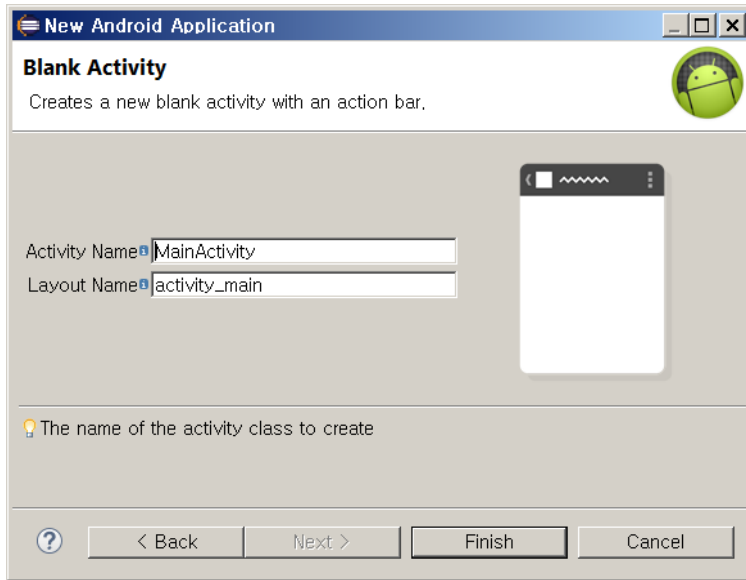 New Android Application
Blank Activity
Creates a new blank activity with an action bar.
Activity Name MainActivity
Layout Name activity_main
The name of the activity class to create
? < Back Next > Finish Cancel